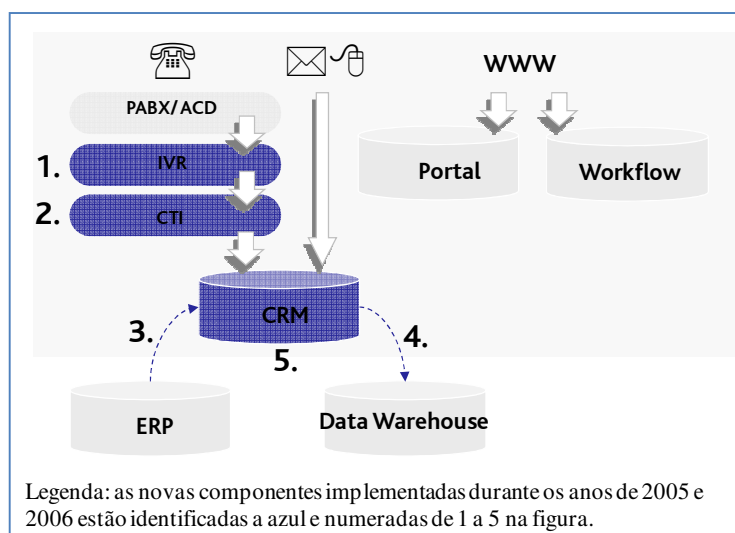 WWW
PABX/ACD
1.
IVR
Portal
Workflow
2.
CTI
CRM
3.
4.
5.
ERP
Data Warehouse
Legenda: as novas componentes implementadas durante os anos de 2005 e
2006 estão identificadas a azul e numeradas de 1 a 5 na figura.